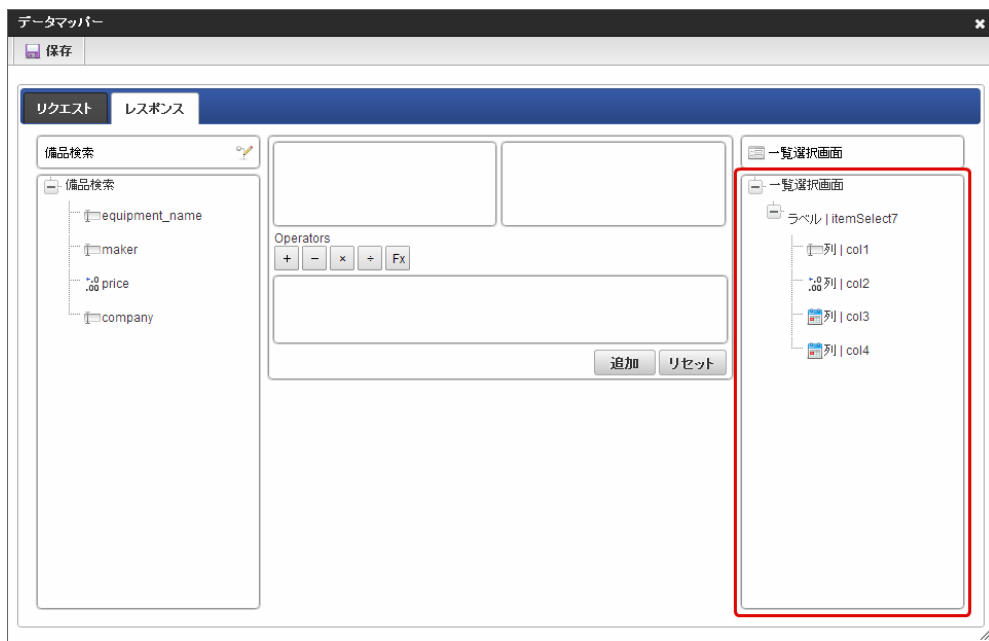 データマッパー
保存
リクエスト レスポンス
備品検索
備品検索
equipment_name
maker
price
company
Operators
+ − × ÷ Fx
追加 リセット
一覧選択画面
一覧選択画面
ラベル | itemSelect7
列 | col1
列 | col2
列 | col3
列 | col4